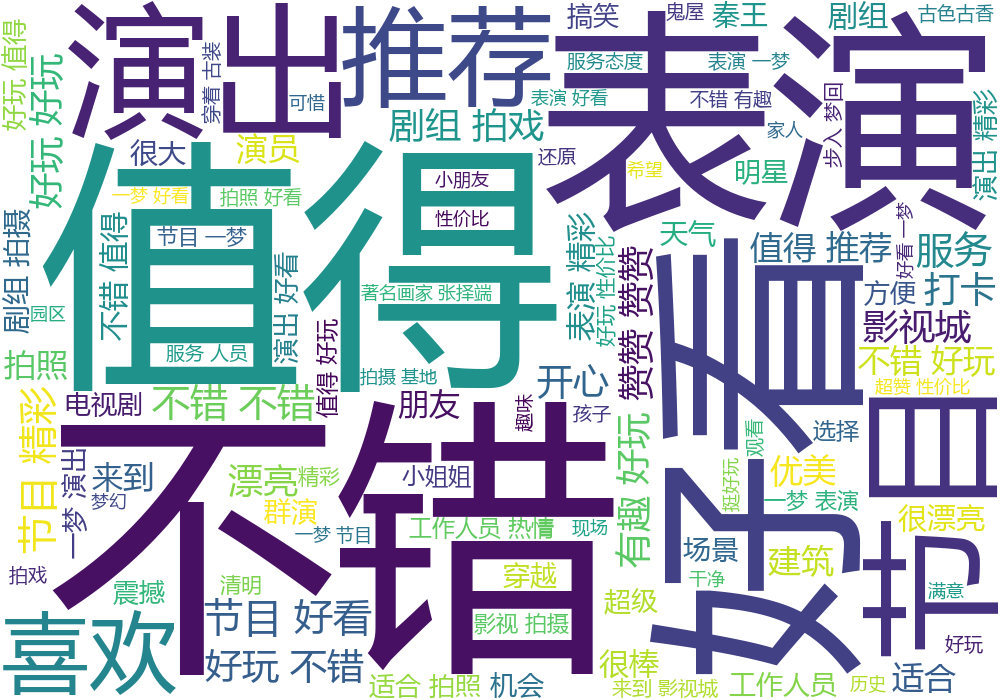 演出
推荐
表演
值得
不错
好看
节目
喜欢
好玩 值得
好玩 好玩
穿着 古装
可惜
搞笑
鬼屋
秦王
剧组
古色古香
服务态度
表演 一梦
表演 好看
不错 有趣
家人
步入 梦回
演出 精彩
剧组 拍戏
很大
演员
还原
希望
明星
一梦 好看
拍照 好看
小朋友
性价比
节目 一梦
不错 值得
演出 好看
剧组 拍摄
园区
著名画家 张择端
服务 人员
表演 精彩
好玩 性价比
天气
赞赞 赞赞
值得 推荐
好看 一梦
服务
方便
打卡
影视城
不错 好玩
超赞 性价比
拍照
值得 好玩
拍摄 基地
开心
电视剧
不错 不错
朋友
趣味
孩子
选择
观看
节目 精彩
一梦 演出
来到
梦幻
漂亮
精彩
小姐姐
群演
一梦 节目
工作人员 热情
现场
有趣 好玩
挺好玩
优美
一梦 表演
很漂亮
拍戏
震撼
清明
穿越
场景
建筑
干净
满意
超级
节目 好看
影视 拍摄
好玩
好玩 不错
很棒
适合 拍照
机会
来到 影视城
工作人员
历史
适合